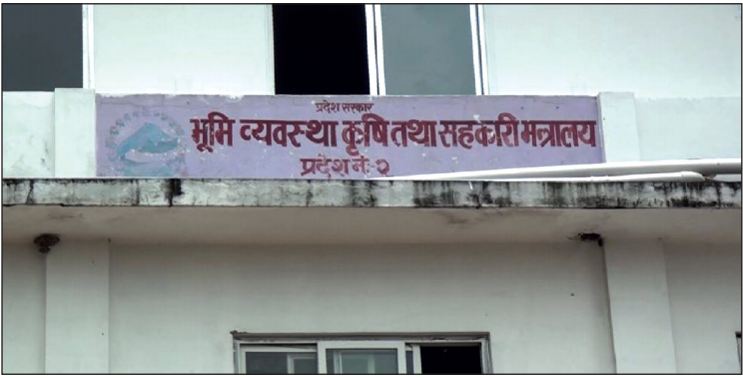 प्रदेश सरकार
भूमि व्यवस्था कृषि तथा सहकारी मन्त्रालय
प्रदेश नं. २